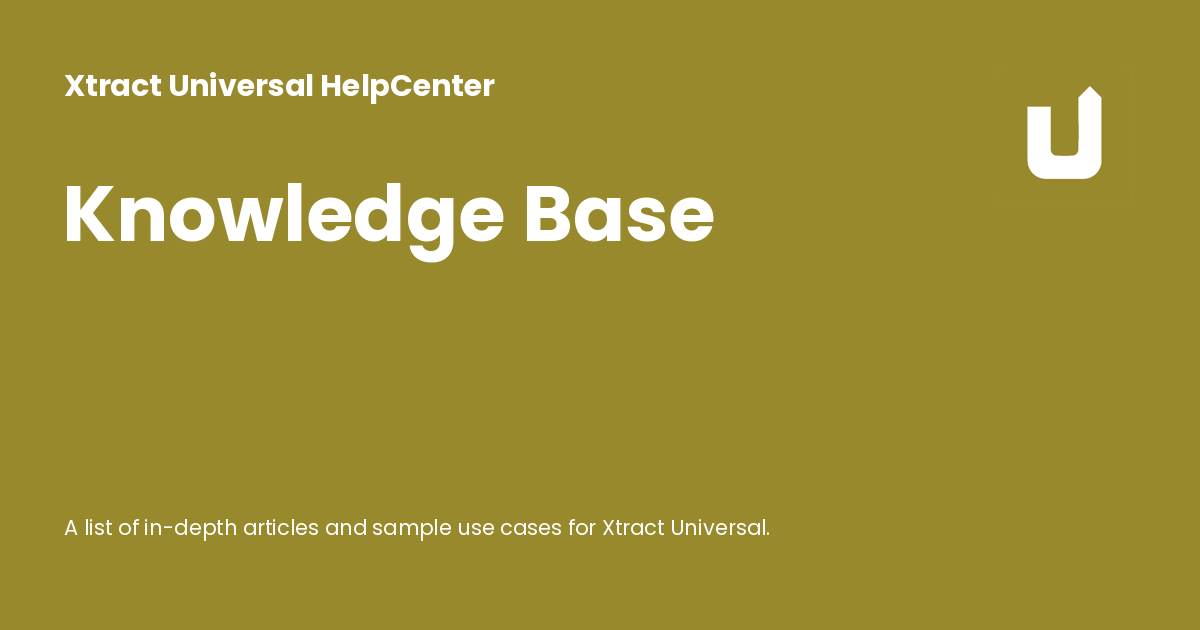 Xtract Universal HelpCenter
Knowledge Base
A list of in-depth articles and sample use cases for Xtract Universal.